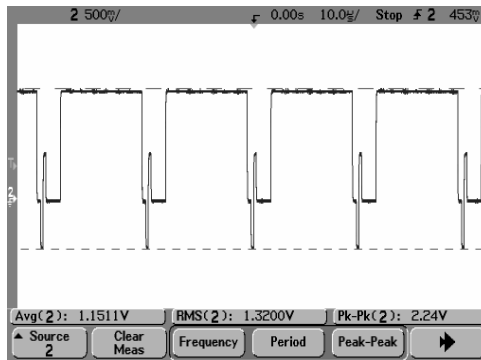 2 500mV/ 0.00s 10.0µs/ Stop 2 453mV
T
2
Avg(2): 1.1511V RMS(2): 1.3200V Pk-Pk(2): 2.24V
Source Clear Frequency Period Peak-Peak
2 Meas